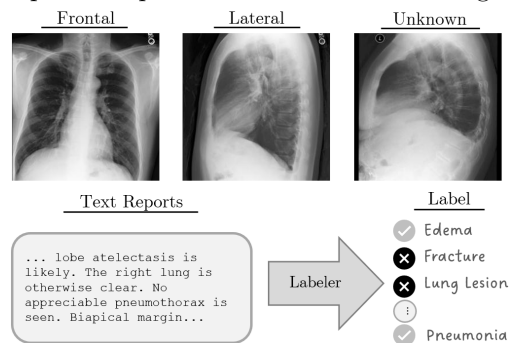 Frontal
Lateral
Unknown
Text Reports
Label
... lobe atelectasis is
likely. The right lung is
otherwise clear. No
appreciable pneumothorax is
seen. Biapical margin...
Labeler
Edema
Fracture
Lung Lesion
Pneumonia